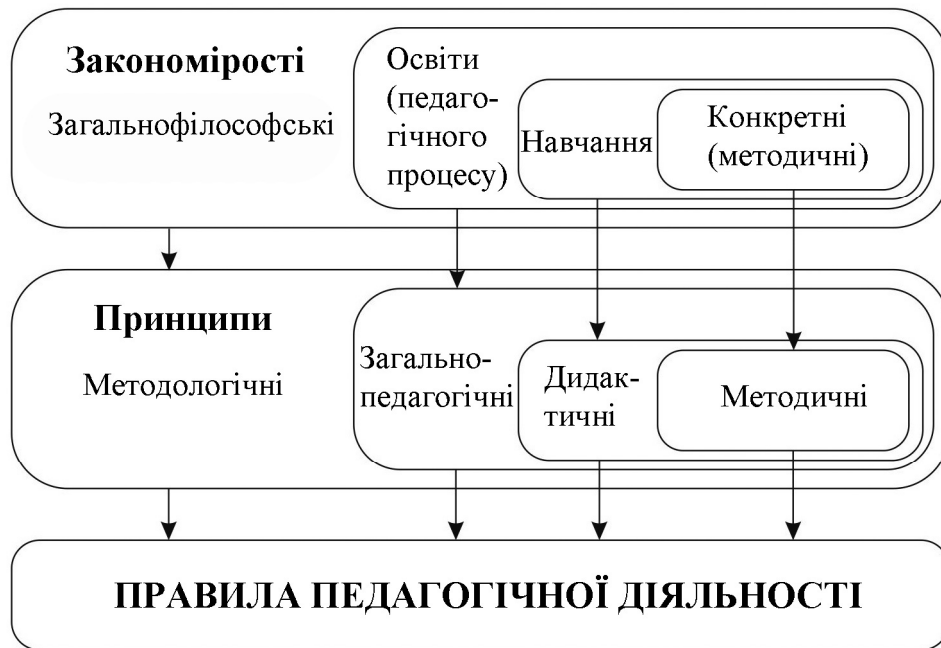 Закономірості
Загальнофілософські
Освіти
(педаго-
гічного
процесу)
Навчання
Конкретні
(методичні)
Принципи
Методологічні
Загально-
педагогічні
Дидак-
тичні
Методичні
ПРАВИЛА ПЕДАГОГІЧНОЇ ДІЯЛЬНОСТІ